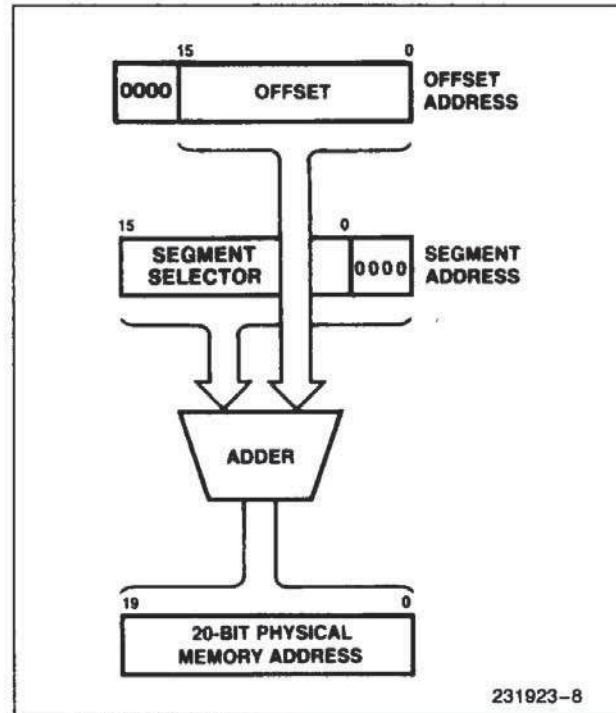 15 0
0000 OFFSET
OFFSET
ADDRESS
15 0
SEGMENT
SELECTOR
0000
SEGMENT
ADDRESS
ADDER
19 0
20-BIT PHYSICAL
MEMORY ADDRESS
231923-8